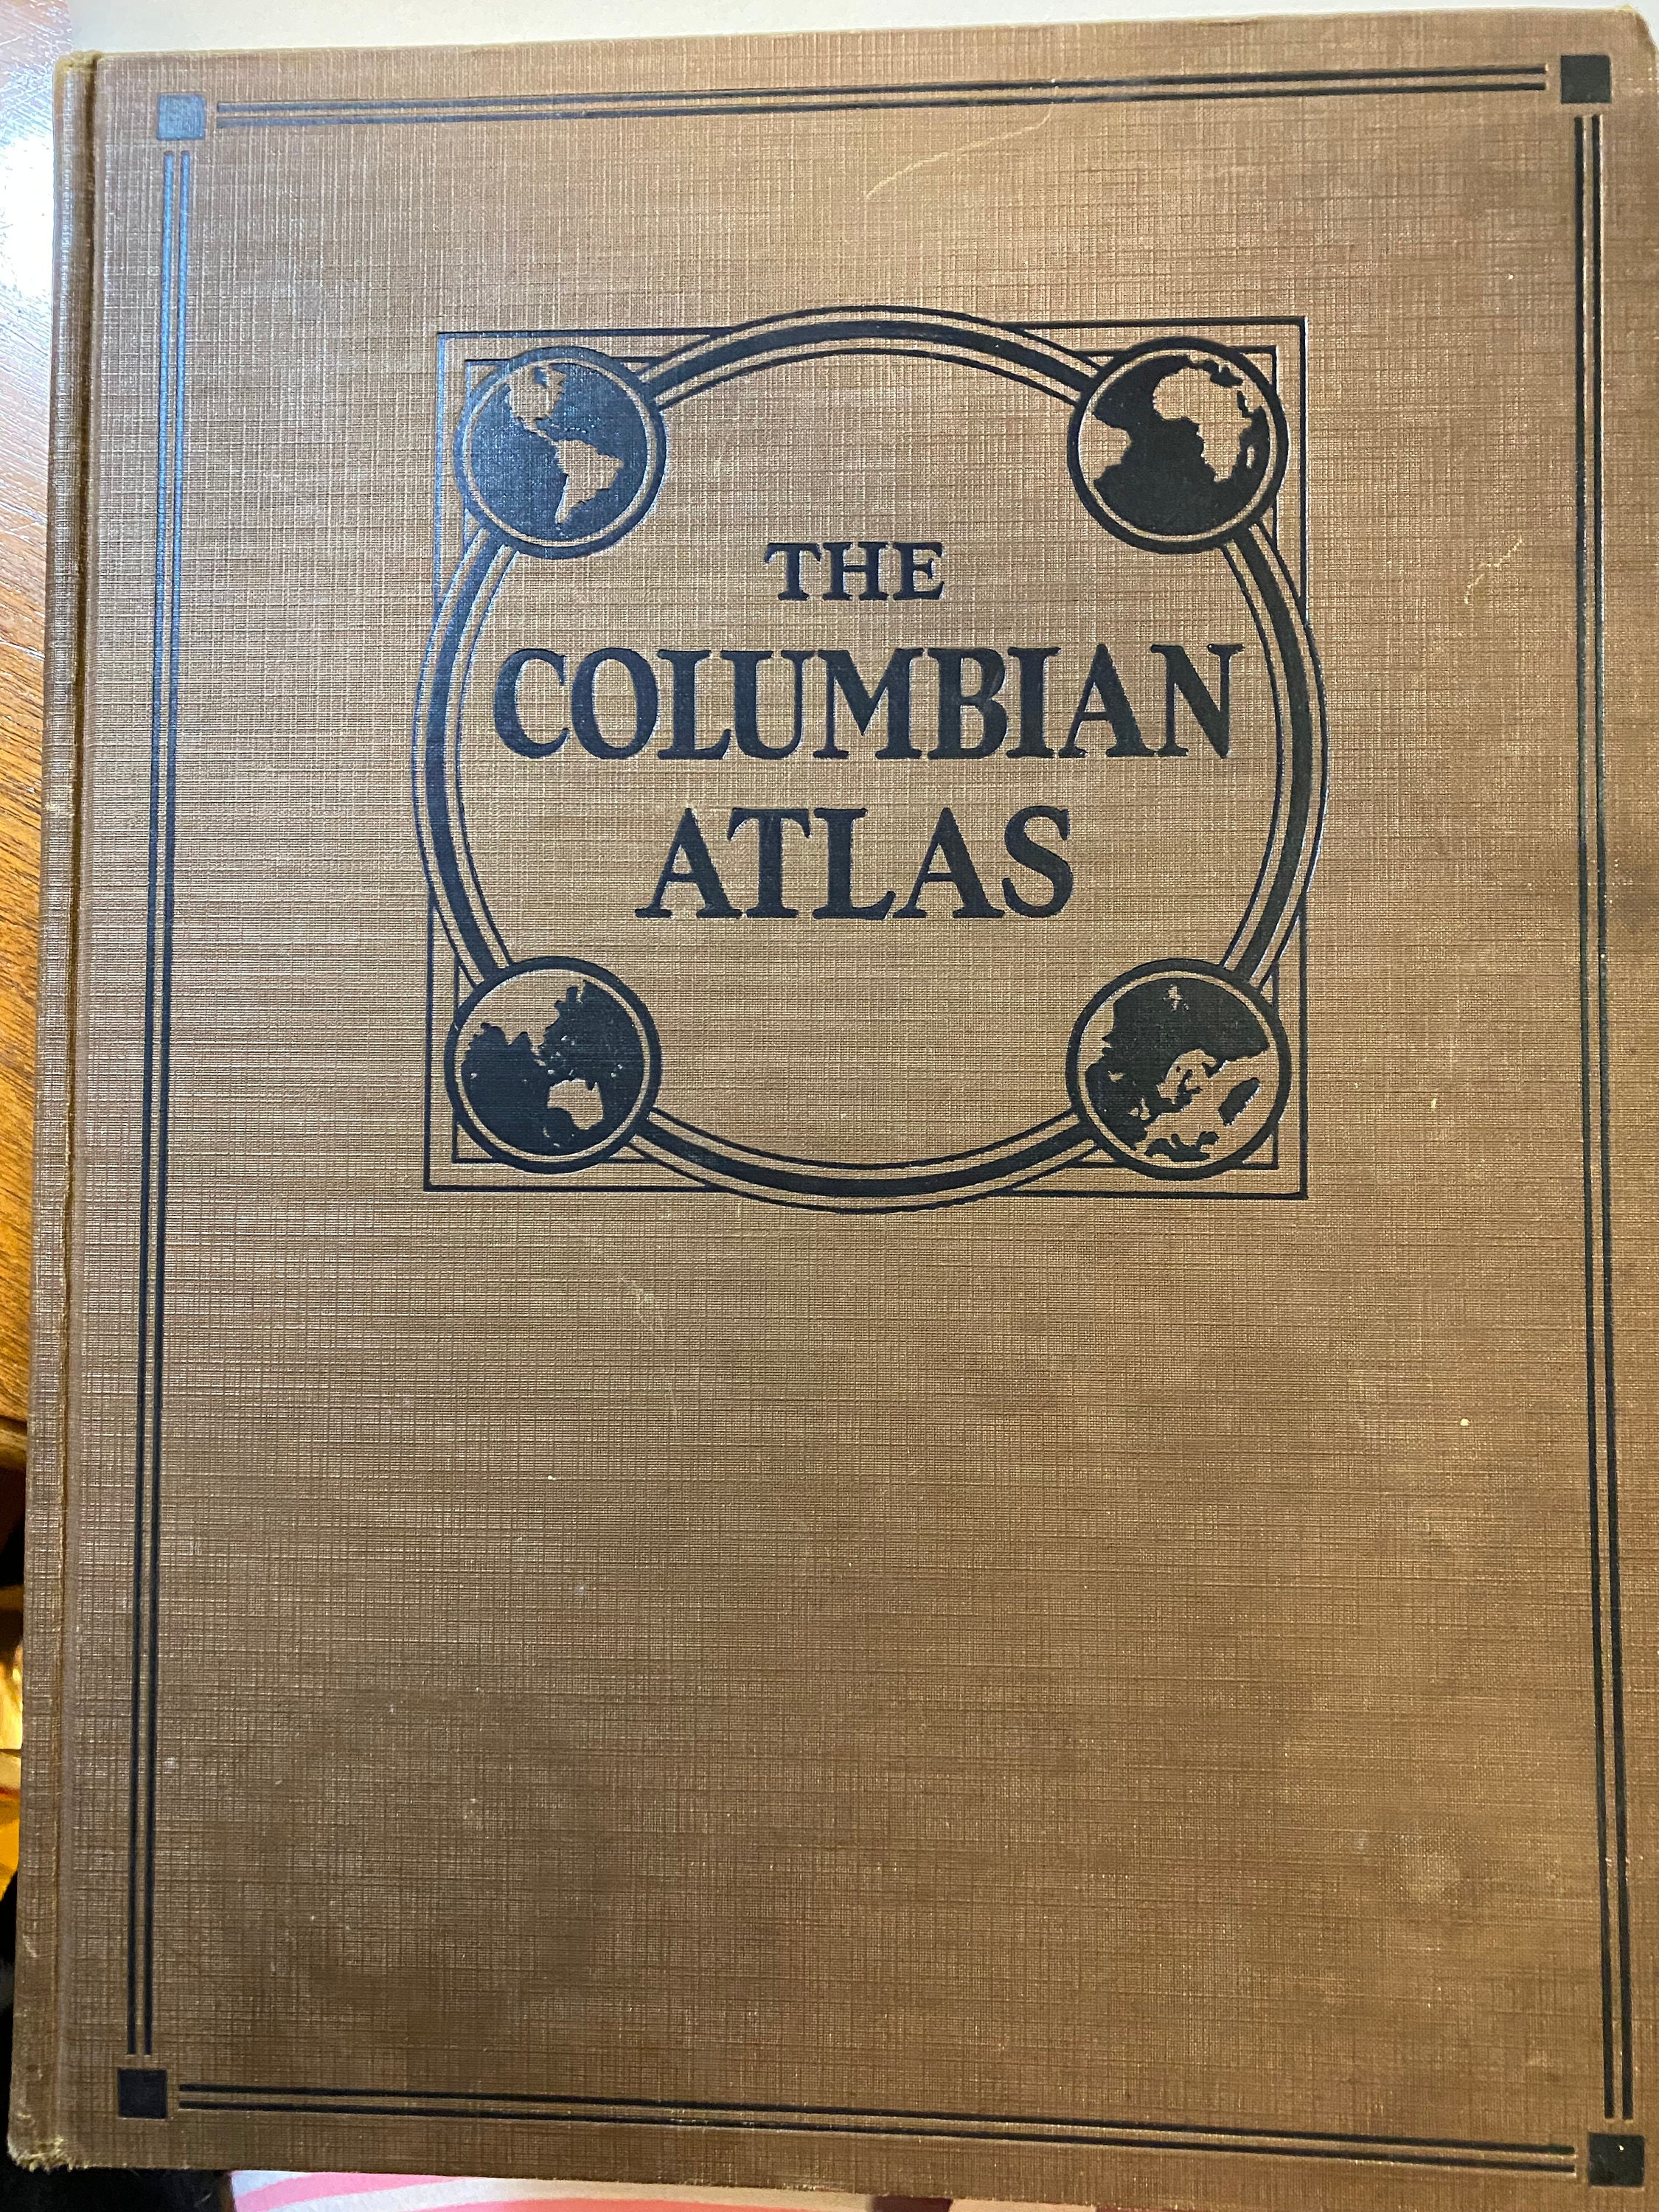 THE
COLUMBIAN
ATLAS